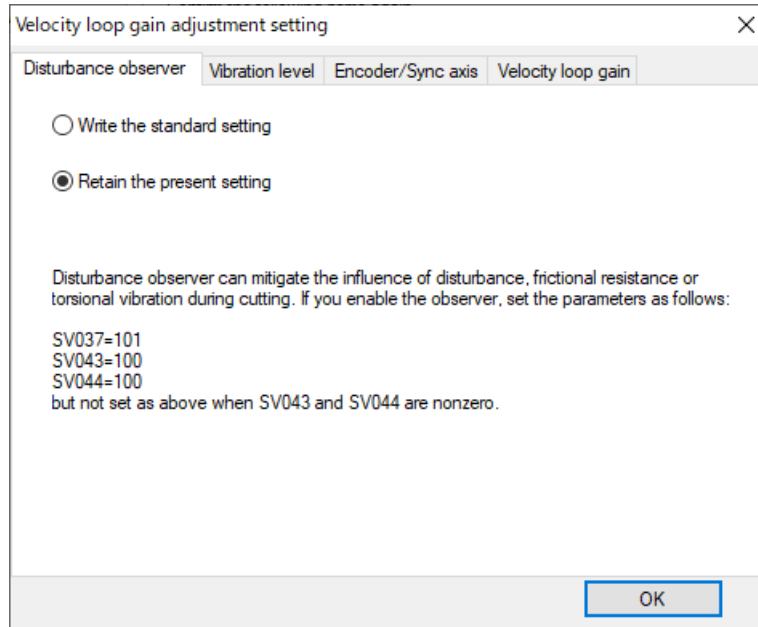 Velocity loop gain adjustment setting
Disturbance observer
Vibration level
Encoder/Sync axis
Velocity loop gain
Write the standard setting
Retain the present setting
Disturbance observer can mitigate the influence of disturbance, frictional resistance or
torsional vibration during cutting. If you enable the observer, set the parameters as follows:
SV037=101
SV043=100
SV044=100
but not set as above when SV043 and SV044 are nonzero.
OK